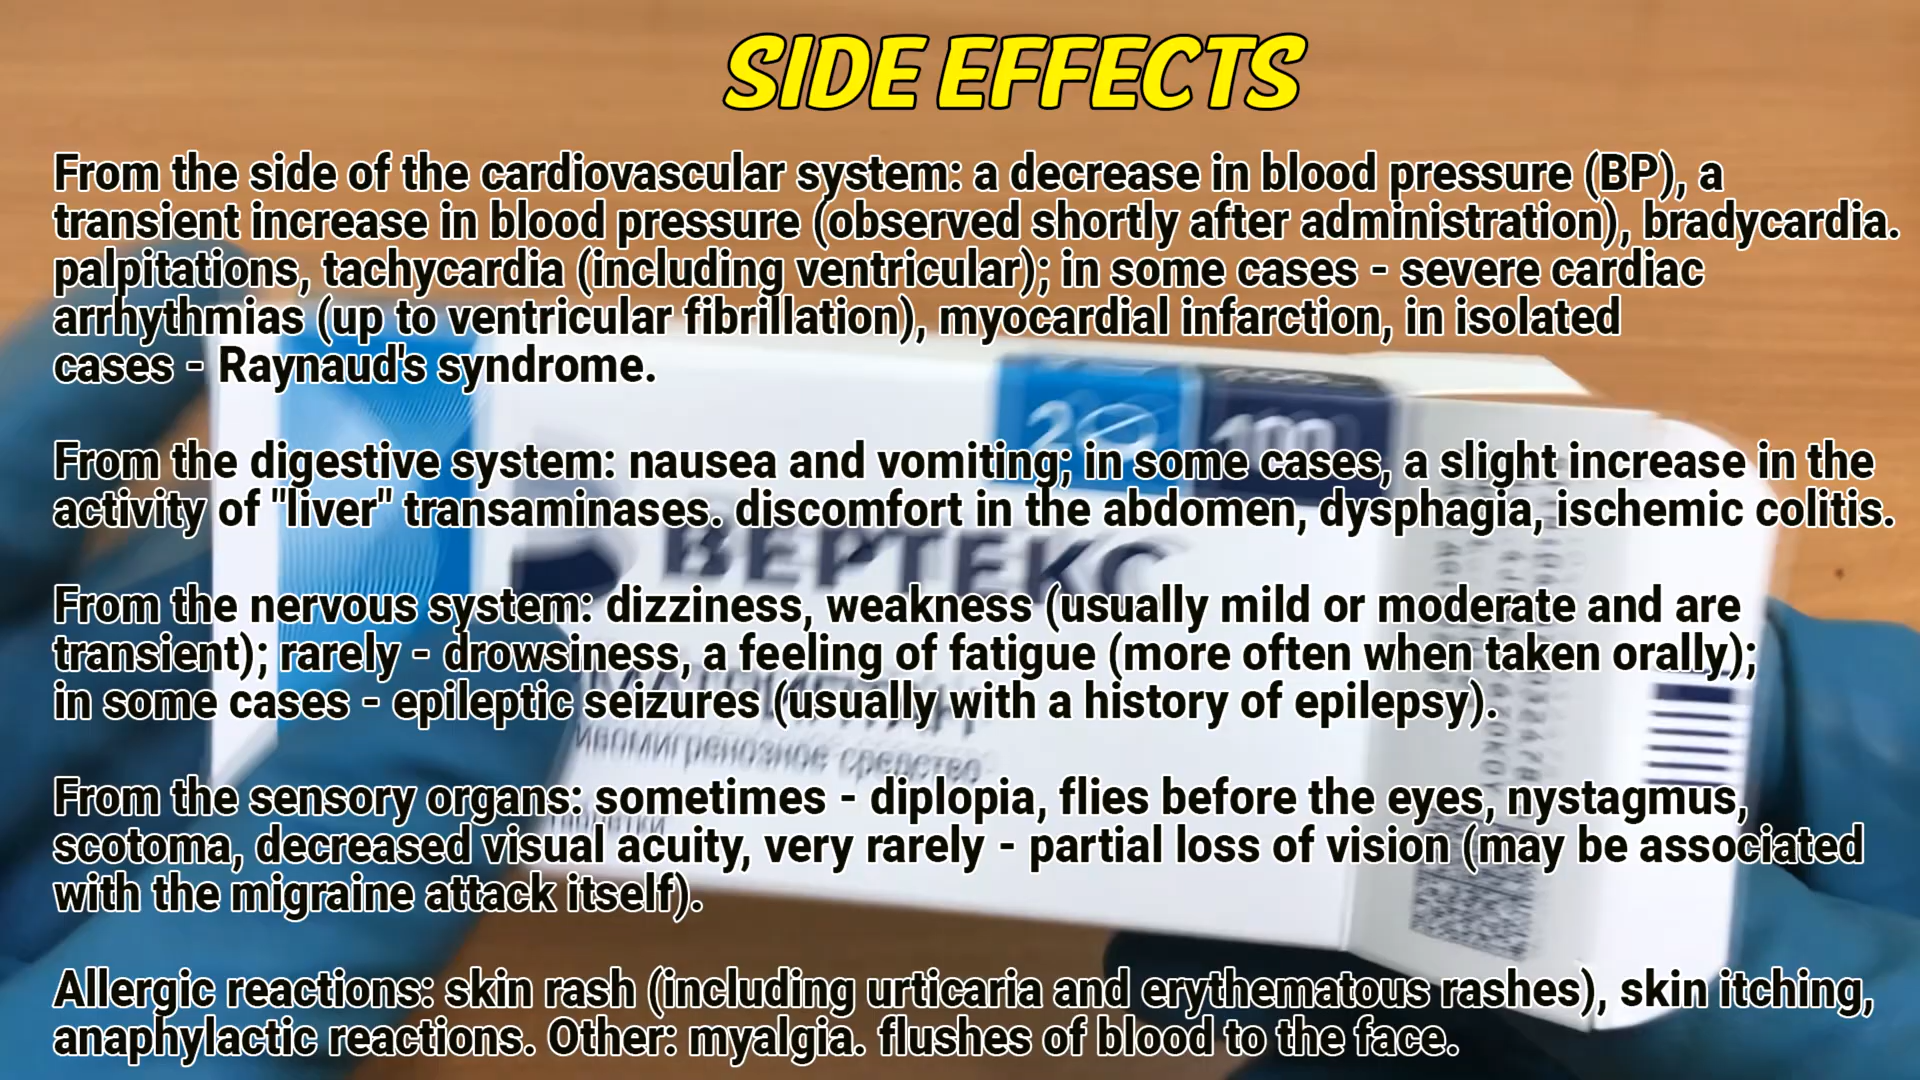 SIDE EFFECTS
From the side of the cardiovascular system: a decrease in blood pressure (BP), a
transient increase in blood pressure (observed shortly after administration), bradycardia.
palpitations, tachycardia (including ventricular); in some cases - severe cardiac
arrhythmias (up to ventricular fibrillation), myocardial infarction, in isolated
cases - Raynaud's syndrome.
2 100
From the digestive system: nausea and vomiting; in some cases, a slight increase in the
activity of "liver" transaminases. discomfort in the abdomen, dysphagia, ischemic colitis.
ВЕРТЕКС
From the nervous system: dizziness, weakness (usually mild or moderate and are
transient); rarely - drowsiness, a feeling of fatigue (more often when taken orally);
in some cases - epileptic seizures (usually with a history of epilepsy).
средство
From the sensory organs: sometimes - diplopia, flies before the eyes, nystagmus,
scotoma, decreased visual acuity, very rarely - partial loss of vision (may be associated
with the migraine attack itself).
Allergic reactions: skin rash (including urticaria and erythematous rashes), skin itching,
anaphylactic reactions. Other: myalgia. flushes of blood to the face.